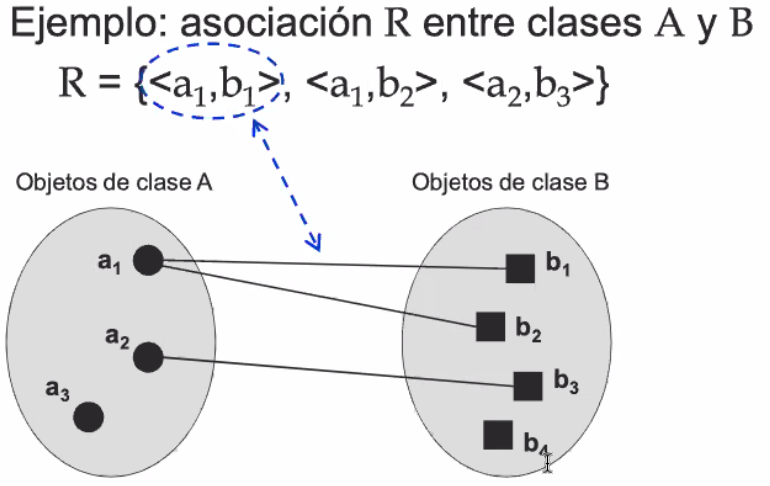 Ejemplo: asociación R entre clases A y B
R = {<a₁,b₁>, <a₁,b₂>, <a₂,b₃>}
Objetos de clase A
Objetos de clase B
a₁
b₁
b₂
a₂
b₃
a₃
b₄